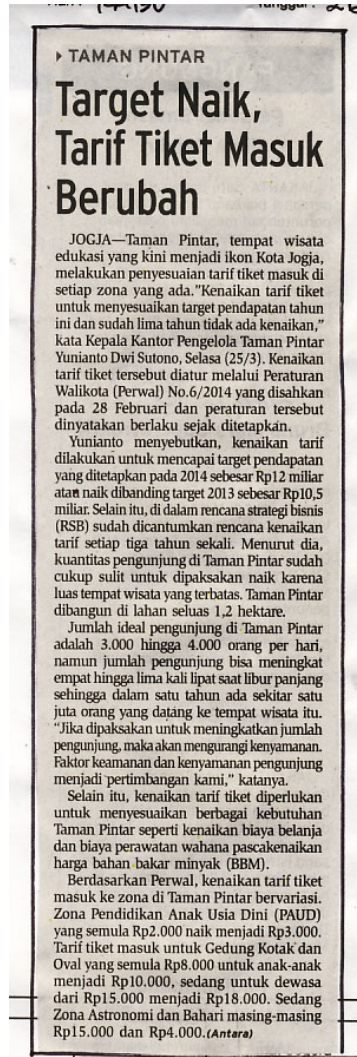 TAMAN PINTAR
Target Naik,
Tarif Tiket Masuk
Berubah
JOGJA—Taman Pintar, tempat wisata
edukasi yang kini menjadi ikon Kota Jogja,
melakukan penyesuaian tarif tiket masuk di
setiap zona yang ada."Kenaikan tarif tiket
untuk menyesuaikan target pendapatan tahun
ini dan sudah lima tahun tidak ada kenaikan,"
kata Kepala Kantor Pengelola Taman Pintar
Yunianto Dwi Sutono, Selasa (25/3). Kenaikan
tarif tiket tersebut diatur melalui Peraturan
Walikota (Perwal) No.6/2014 yang disahkan
pada 28 Februari dan peraturan tersebut
dinyatakan berlaku sejak ditetapkan.
Yunianto menyebutkan, kenaikan tarif
dilakukan untuk mencapai target pendapatan
yang ditetapkan pada 2014 sebesar Rp12 miliar
atau naik dibanding target 2013 sebesar Rp10,5
miliar. Selain itu, di dalam rencana strategi bisnis
(RSB) sudah dicantumkan rencana kenaikan
tarif setiap tiga tahun sekali. Menurut dia,
kuantitas pengunjung di Taman Pintar sudah
cukup sulit untuk dipaksakan naik karena
luas tempat wisata yang terbatas. Taman Pintar
dibangun di lahan seluas 1,2 hektare.
Jumlah ideal pengunjung di Taman Pintar
adalah 3.000 hingga 4.000 orang per hari,
namun jumlah pengunjung bisa meningkat
empat hingga lima kali lipat saat libur panjang
sehingga dalam satu tahun ada sekitar satu
juta orang yang datang ke tempat wisata itu.
"Jika dipaksakan untuk meningkatkan jumlah
pengunjung, maka akan mengurangi kenyamanan.
Faktor keamanan dan kenyamanan pengunjung
menjadi pertimbangan kami," katanya.
Selain itu, kenaikan tarif tiket diperlukan
untuk menyesuaikan berbagai kebutuhan
Taman Pintar seperti kenaikan biaya belanja
dan biaya perawatan wahana pascakenaikan
harga bahan bakar minyak (BBM).
Berdasarkan Perwal, kenaikan tarif tiket
masuk ke zona di Taman Pintar bervariasi.
Zona Pendidikan Anak Usia Dini (PAUD)
yang semula Rp2.000 naik menjadi Rp3.000.
Tarif tiket masuk untuk Gedung Kotak dan
Oval yang semula Rp8.000 untuk anak-anak
menjadi Rp10.000, sedang untuk dewasa
dari Rp15.000 menjadi Rp18.000. Sedang
Zona Astronomi dan Bahari masing-masing
Rp15.000 dan Rp4.000.(Antara)